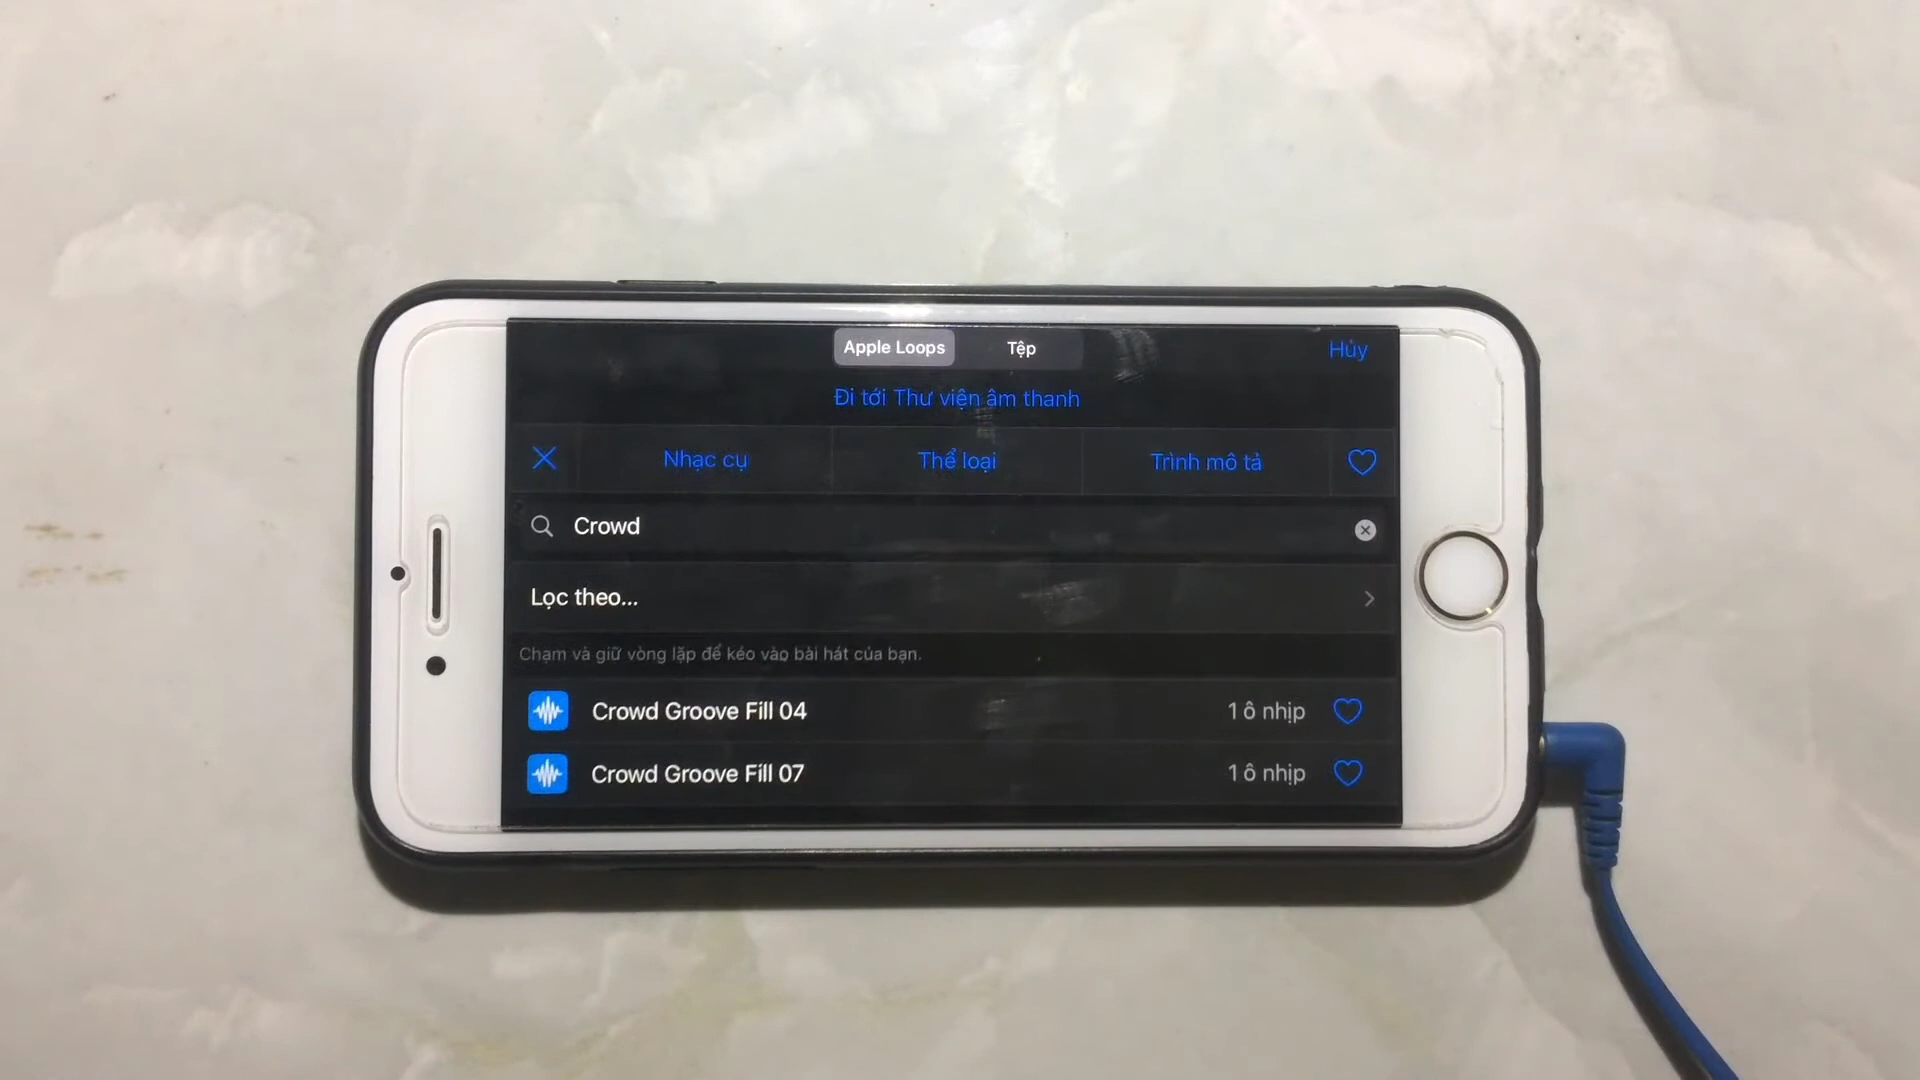 Apple Loops Tệp Hủy
Đi tới Thư viện âm thanh
Nhạc cụ Thể loại Trình mô tả
Crowd
Lọc theo...
Chạm và giữ vòng lặp để kéo vào bài hát của bạn.
Crowd Groove Fill 04 1 ô nhịp
Crowd Groove Fill 07 1 ô nhịp